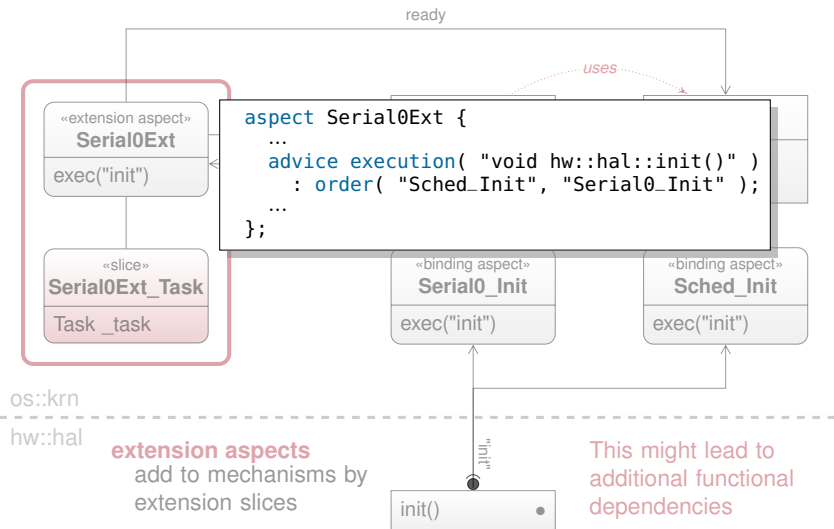 ready
uses
«extension aspect»
Serial0Ext
exec("init")
aspect Serial0Ext {
...
advice execution( "void hw::hal::init()" )
: order( "Sched_Init", "Serial0_Init" );
...
};
«slice»
Serial0Ext_Task
Task _task
«binding aspect»
Serial0_Init
exec("init")
«binding aspect»
Sched_Init
exec("init")
os::krn
hw::hal
extension aspects
add to mechanisms by
extension slices
"init"
init()
This might lead to
additional functional
dependencies